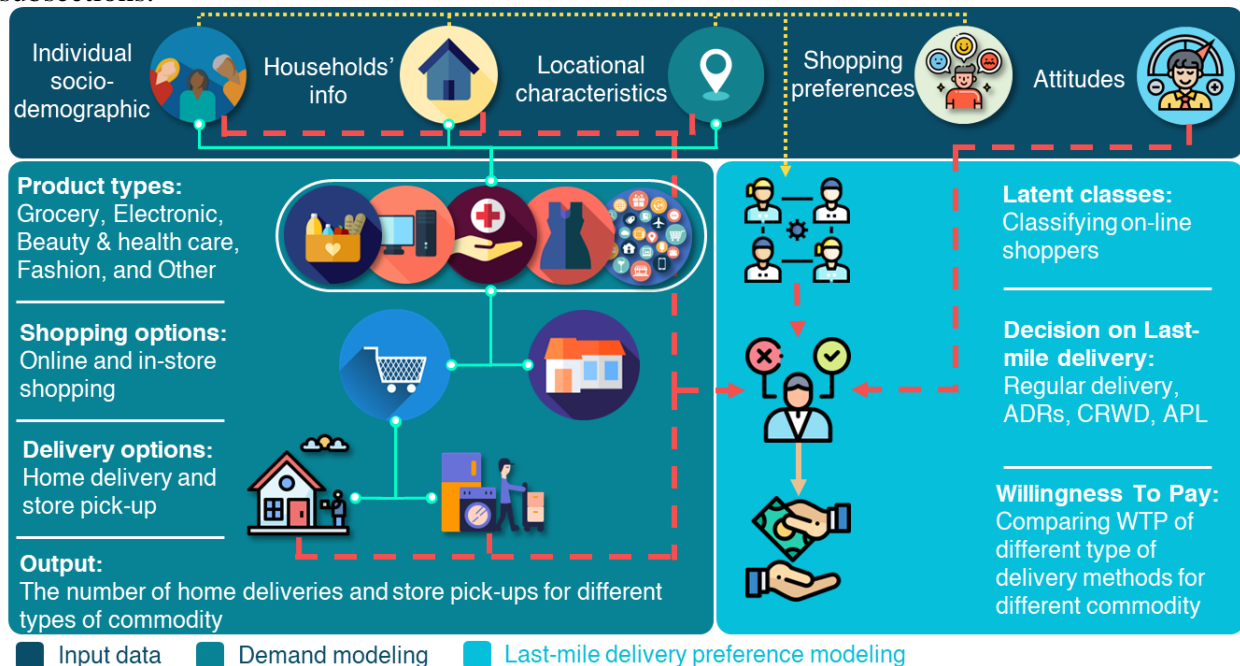 subsections.
Individual
socio-
demographic
Households’
info
Locational
characteristics
Shopping
preferences
Attitudes
Product types:
Grocery, Electronic,
Beauty & health care,
Fashion, and Other
Shopping options:
Online and in-store
shopping
Delivery options:
Home delivery and
store pick-up
Output:
The number of home deliveries and store pick-ups for different
types of commodity
Latent classes:
Classifying on-line
shoppers
Decision on Last-
mile delivery:
Regular delivery,
ADRs, CRWD, APL
Willingness To Pay:
Comparing WTP of
different type of
delivery methods for
different commodity
Input data
Demand modeling
Last-mile delivery preference modeling